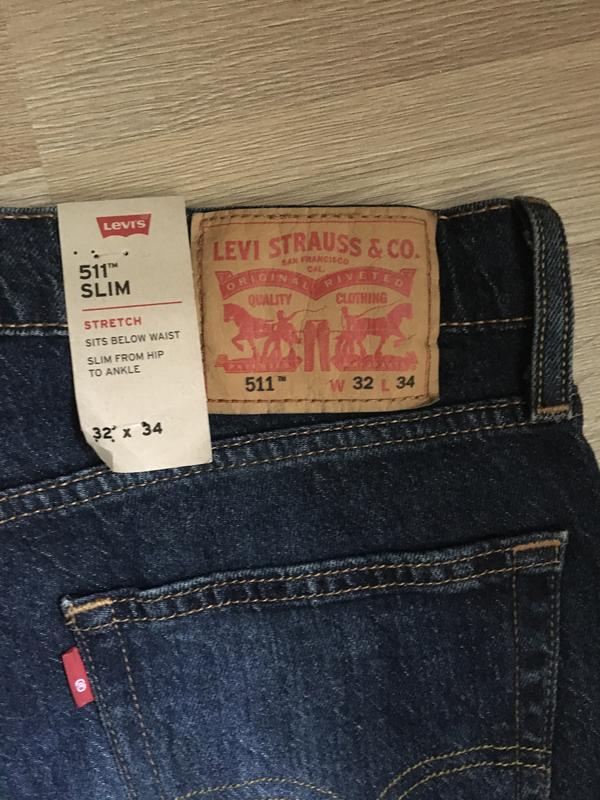 LEVI'S
511™
SLIM
STRETCH
SITS BELOW WAIST
SLIM FROM HIP
TO ANKLE
32 x 34
LEVI STRAUSS & CO.
SAN FRANCISCO
CAL.
ORIGINAL RIVETED
QUALITY CLOTHING
511™ W 32 L 34
®